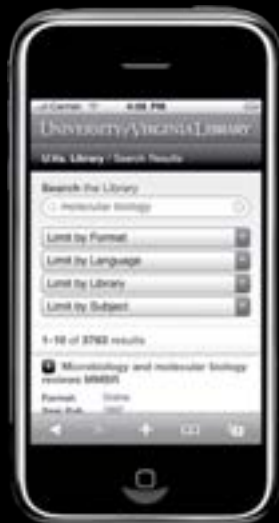 Carrier 4:08 PM
UNIVERSITY of VIRGINIA LIBRARY
U.Va. Library / Search Results
Search the Library
molecular biology
Limit by Format
Limit by Language
Limit by Library
Limit by Subject
1-10 of 3763 results
Microbiology and molecular biology
reviews MMBR
Format: Online